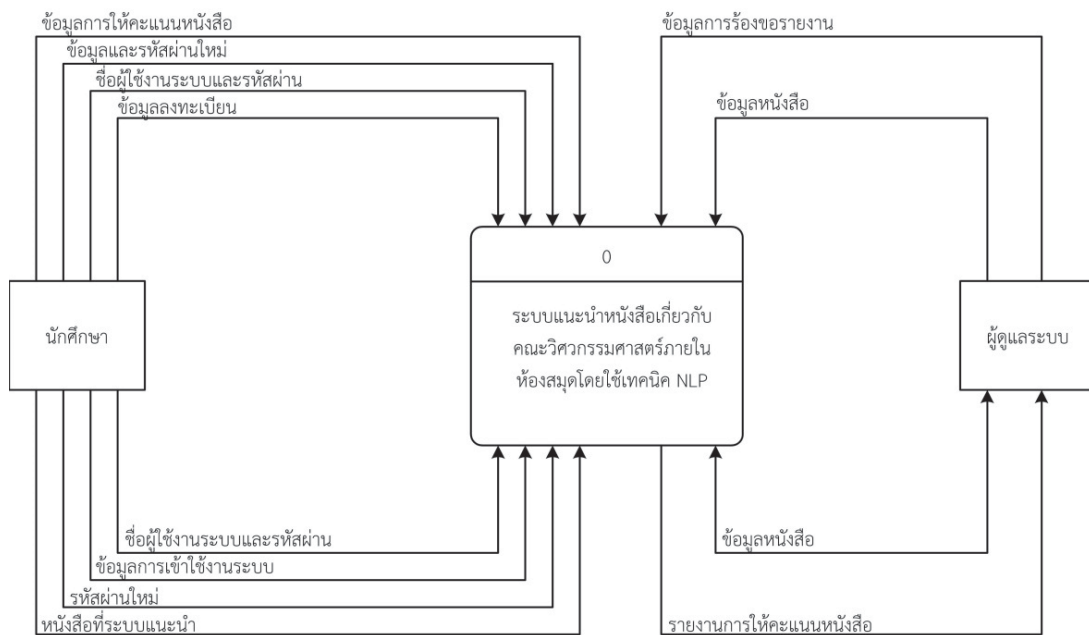 ข้อมูลการให้คะแนนหนังสือ
ข้อมูลและรหัสผ่านใหม่
ชื่อผู้ใช้งานระบบและรหัสผ่าน
ข้อมูลลงทะเบียน
ข้อมูลการร้องขอรายงาน
ข้อมูลหนังสือ
นักศึกษา
0
ระบบแนะนำหนังสือเกี่ยวกับ
คณะวิศวกรรมศาสตร์ภายใน
ห้องสมุดโดยใช้เทคนิค NLP
ผู้ดูแลระบบ
ชื่อผู้ใช้งานระบบและรหัสผ่าน
ข้อมูลการเข้าใช้งานระบบ
รหัสผ่านใหม่
หนังสือที่ระบบแนะนำ
ข้อมูลหนังสือ
รายงานการให้คะแนนหนังสือ